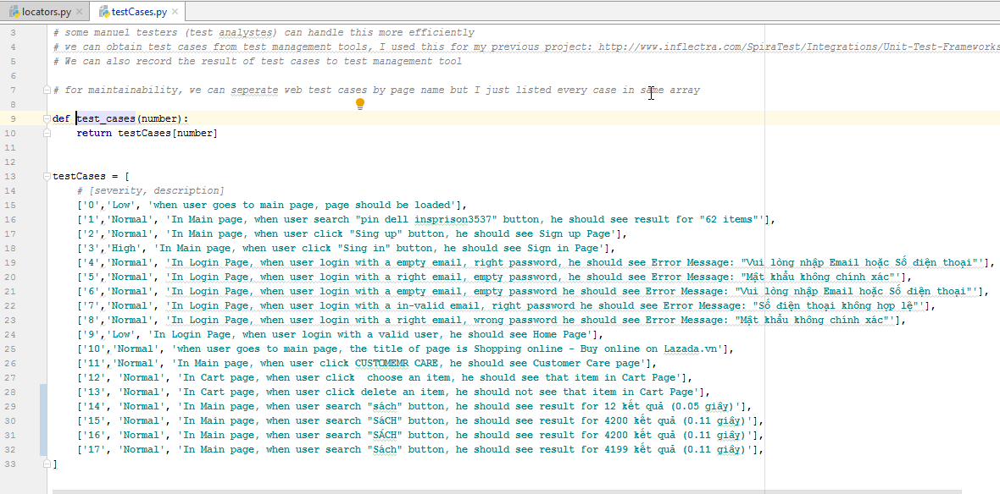 locators.py
testCases.py
3 # some manuel testers (test analystes) can handle this more efficiently
4 # we can obtain test cases from test management tools, I used this for my previous project: http://www.inflectra.com/SpiraTest/Integrations/Unit-Test-Frameworks
5 # We can also record the result of test cases to test management tool
6
7 # for maintainability, we can seperate web test cases by page name but I just listed every case in same array
8
9 def test_cases(number):
10 return testCases[number]
11
12
13 testCases = [
14 # [severity, description]
15 ['0','Low', 'when user goes to main page, page should be loaded'],
16 ['1','Normal', 'In Main page, when user search "pin dell insprison3537" button, he should see result for "62 items"'],
17 ['2','Normal', 'In Main page, when user click "Sing up" button, he should see Sign up Page'],
18 ['3','High', 'In Main page, when user click "Sing in" button, he should see Sign in Page'],
19 ['4','Normal', 'In Login Page, when user login with a empty email, right password, he should see Error Message: "Vui lòng nhập Email hoặc Số điện thoại"'],
20 ['5','Normal', 'In Login Page, when user login with a right email, empty password, he should see Error Message: "Mật khẩu không chính xác"'],
21 ['6','Normal', 'In Login Page, when user login with a empty email, empty password he should see Error Message: "Vui lòng nhập Email hoặc Số điện thoại"'],
22 ['7','Normal', 'In Login Page, when user login with a in-valid email, right password he should see Error Message: "Số điện thoại không hợp lệ"'],
23 ['8','Normal', 'In Login Page, when user login with a right email, wrong password he should see Error Message: "Mật khẩu không chính xác"'],
24 ['9','Low', 'In Login Page, when user login with a valid user, he should see Home Page'],
25 ['10','Normal', 'when user goes to main page, the title of page is Shopping online - Buy online on Lazada.vn'],
26 ['11','Normal', 'In Main page, when user click CUSTOMEMR CARE, he should see Customer Care page'],
27 ['12', 'Normal', 'In Cart page, when user click  choose an item, he should see that item in Cart Page'],
28 ['13', 'Normal', 'In Cart page, when user click delete an item, he should not see that item in Cart Page'],
29 ['14', 'Normal', 'In Main page, when user search "sách" button, he should see result for 12 kết quả (0.05 giây)'],
30 ['15', 'Normal', 'In Main page, when user search "SáCH" button, he should see result for 4200 kết quả (0.11 giây)'],
31 ['16', 'Normal', 'In Main page, when user search "SÁCH" button, he should see result for 4200 kết quả (0.11 giây)'],
32 ['17', 'Normal', 'In Main page, when user search "Sách" button, he should see result for 4199 kết quả (0.11 giây)'],
33 ]